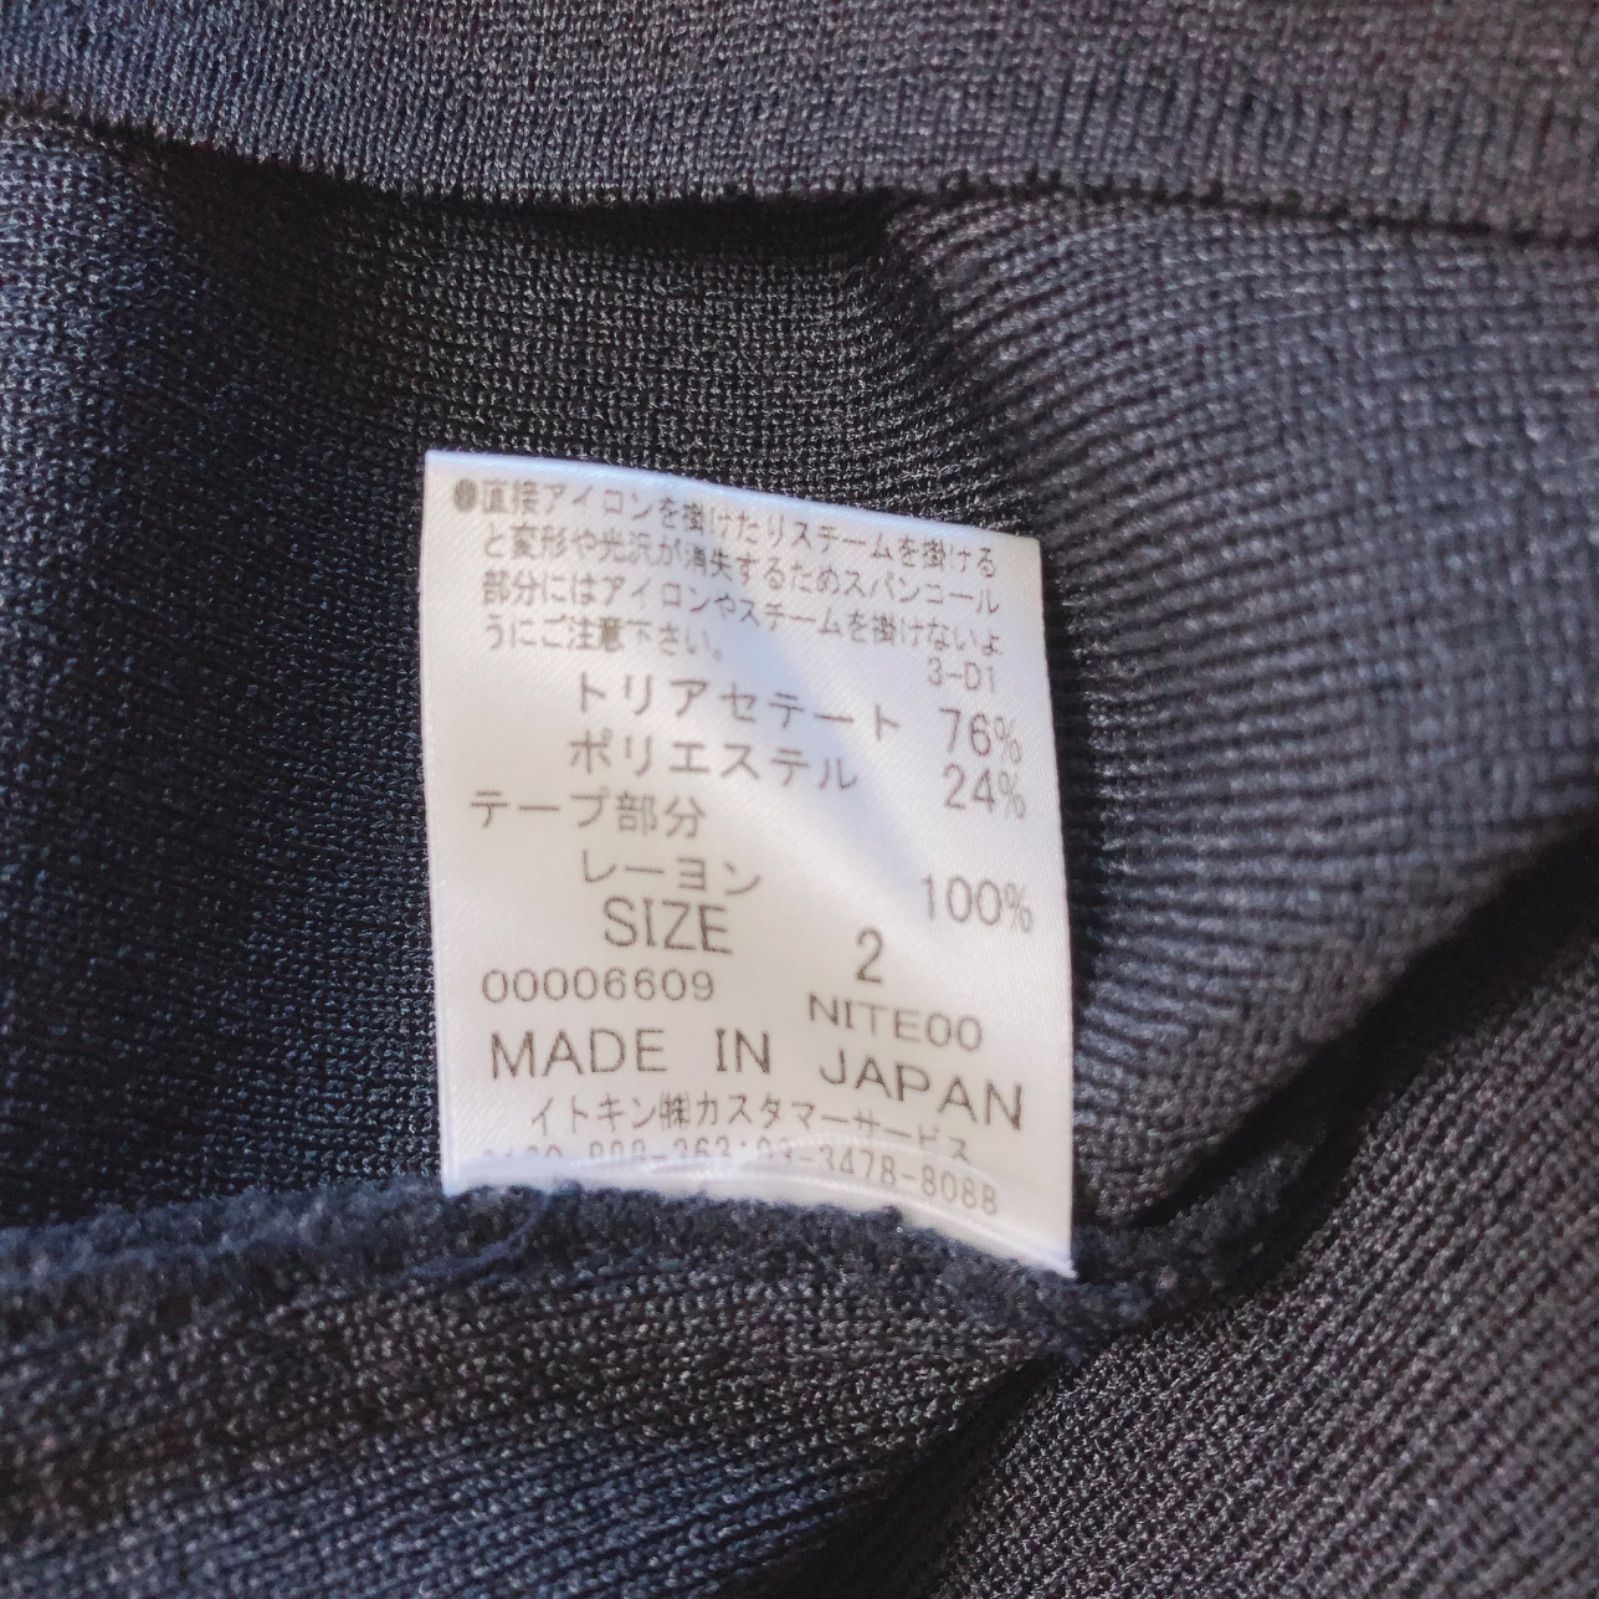 ●直接アイロンを掛けたりスチームを掛ける
と変形や光沢が消失するためスパンコール
部分にはアイロンやスチームを掛けないよ
うにご注意下さい。
3-D1
トリアセテート 76%
ポリエステル 24%
テープ部分
レーヨン 100%
SIZE 2
00006609 NITE00
MADE IN JAPAN
イトキン㈱カスタマーサービス
03-3478-8088